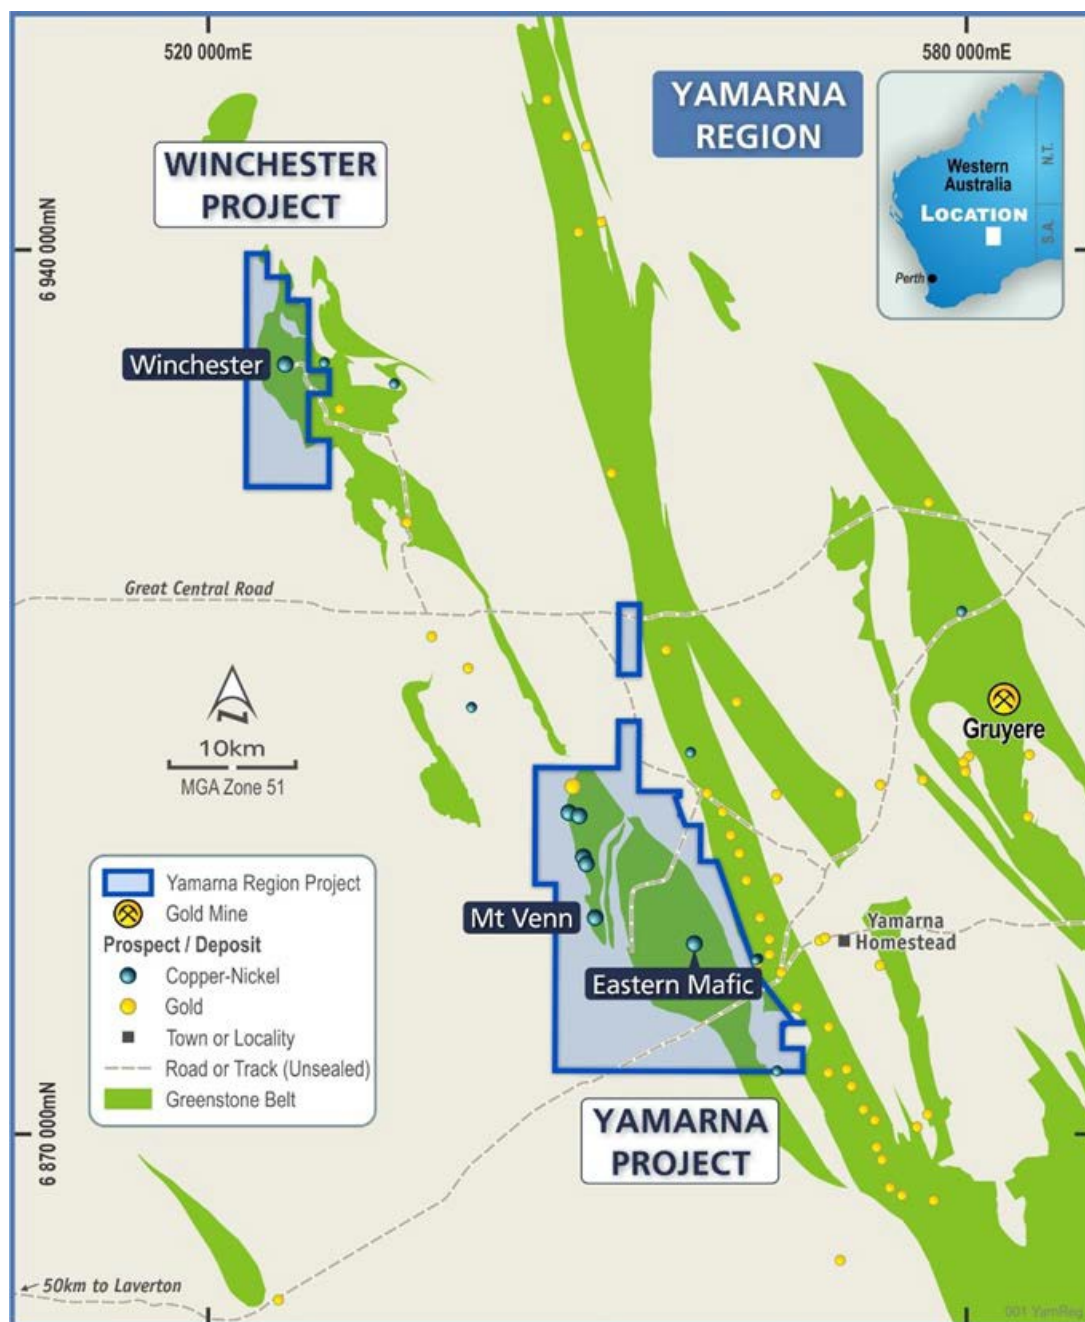 520 000mE
580 000mE
YAMARNA
REGION
WINCHESTER
PROJECT
N.T.
Western
Australia
LOCATION
S.A.
Perth
6 940 000mN
Winchester
Great Central Road
N
10km
MGA Zone 51
Gruyere
Yamarna Region Project
Gold Mine
Prospect / Deposit
Copper-Nickel
Gold
Town or Locality
Road or Track (Unsealed)
Greenstone Belt
Mt Venn
Yamarna
Homestead
Eastern Mafic
YAMARNA
PROJECT
6 870 000mN
50km to Laverton
001 YarnReg